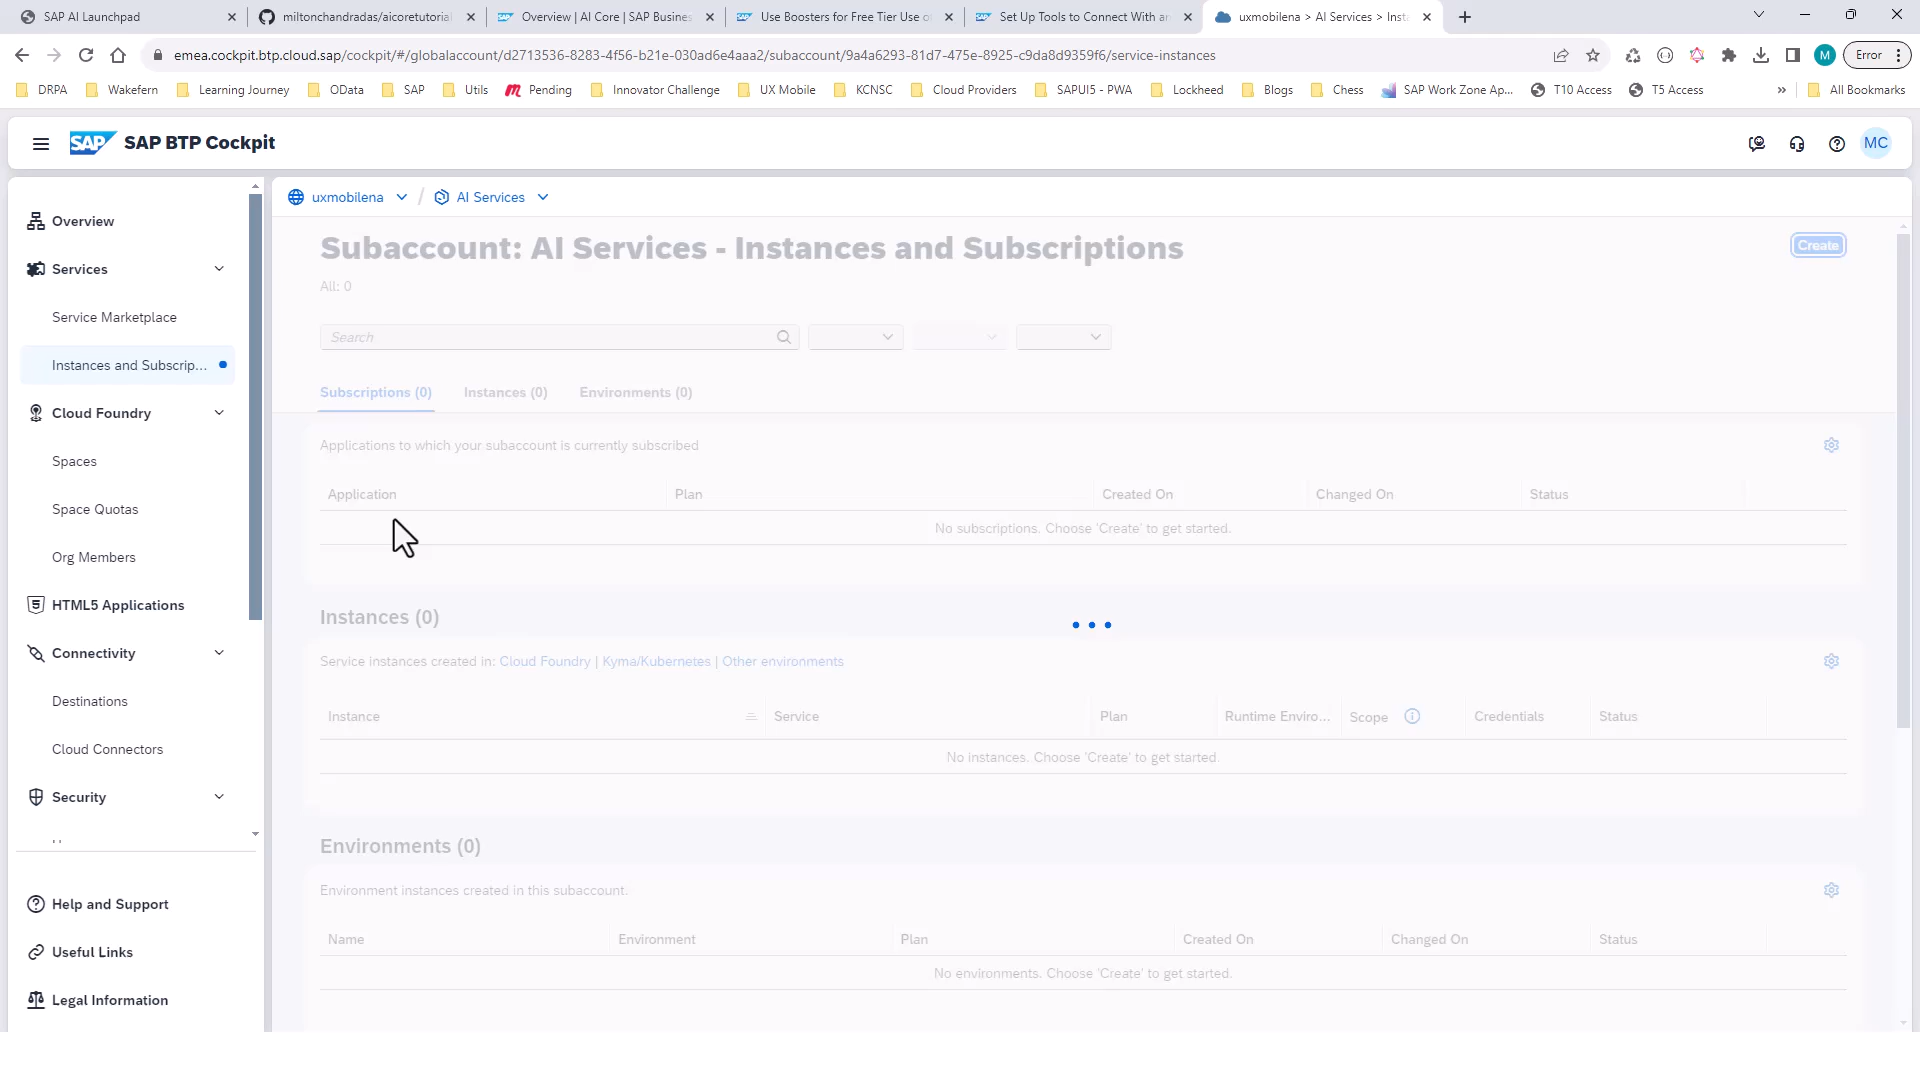 SAP AI Launchpad
miltonchandradas/aicoretutorial
Overview | AI Core | SAP Busines
Use Boosters for Free Tier Use of
Set Up Tools to Connect With an
uxmobilena > AI Services > Inst
emea.cockpit.btp.cloud.sap/cockpit/#/globalaccount/d2713536-8283-4f56-b21e-030ad6e4aaa2/subaccount/9a4a6293-81d7-475e-8925-c9da8d9359f6/service-instances
M
Error
DRPA
Wakefern
Learning Journey
OData
SAP
Utils
Pending
Innovator Challenge
UX Mobile
KCNSC
Cloud Providers
SAPUI5 - PWA
Lockheed
Blogs
Chess
SAP Work Zone Ap...
T10 Access
T5 Access
»
All Bookmarks
SAP SAP BTP Cockpit
MC
Overview
Services
Service Marketplace
Instances and Subscrip...
Cloud Foundry
Spaces
Space Quotas
Org Members
HTML5 Applications
Connectivity
Destinations
Cloud Connectors
Security
Help and Support
Useful Links
Legal Information
uxmobilena / AI Services
Subaccount: AI Services - Instances and Subscriptions
Create
All: 0
Search
Subscriptions (0) Instances (0) Environments (0)
Applications to which your subaccount is currently subscribed
Application Plan Created On Changed On Status
No subscriptions. Choose 'Create' to get started.
Instances (0)
Service instances created in: Cloud Foundry | Kyma/Kubernetes | Other environments
Instance Service Plan Runtime Enviro... Scope Credentials Status
No instances. Choose 'Create' to get started.
Environments (0)
Environment instances created in this subaccount.
Name Environment Plan Created On Changed On Status
No environments. Choose 'Create' to get started.